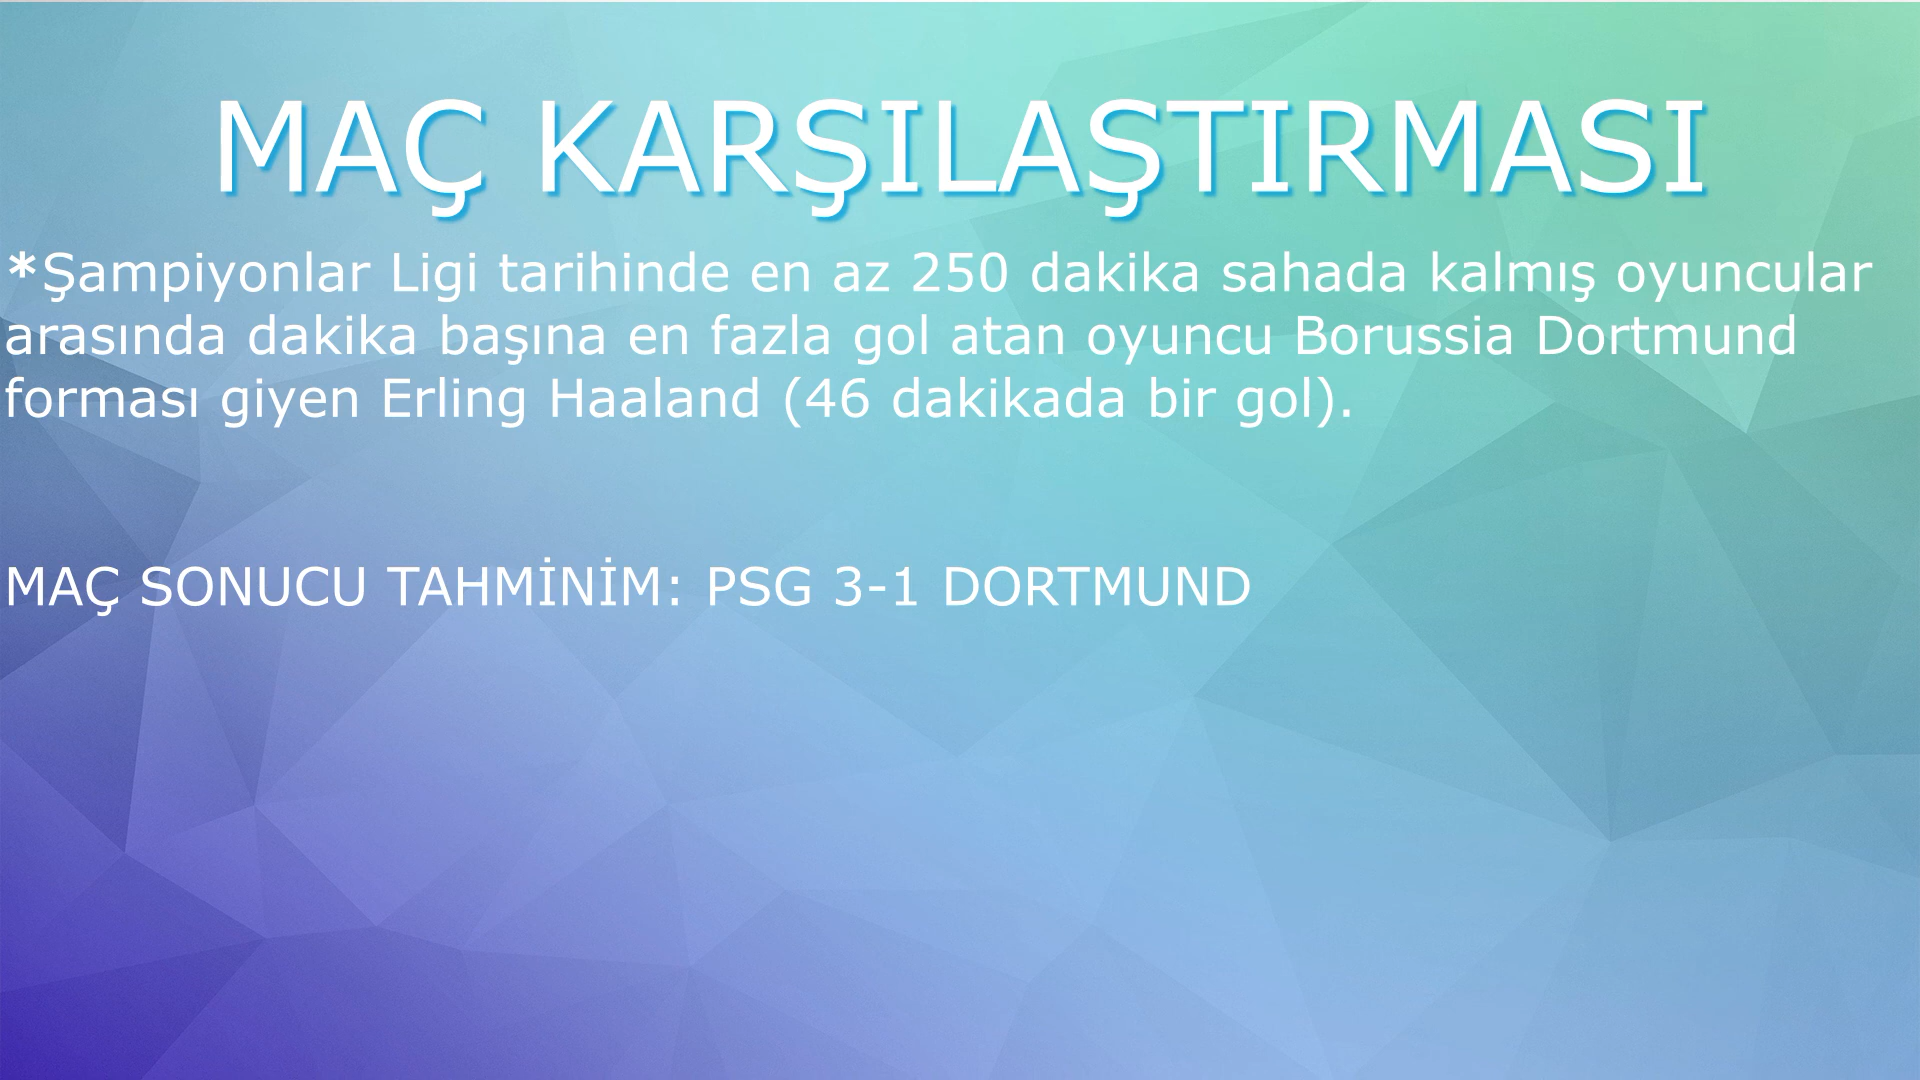 MAÇ KARŞILAŞTIRMASI
*Şampiyonlar Ligi tarihinde en az 250 dakika sahada kalmış oyuncular
arasında dakika başına en fazla gol atan oyuncu Borussia Dortmund
forması giyen Erling Haaland (46 dakikada bir gol).
MAÇ SONUCU TAHMİNİM: PSG 3-1 DORTMUND